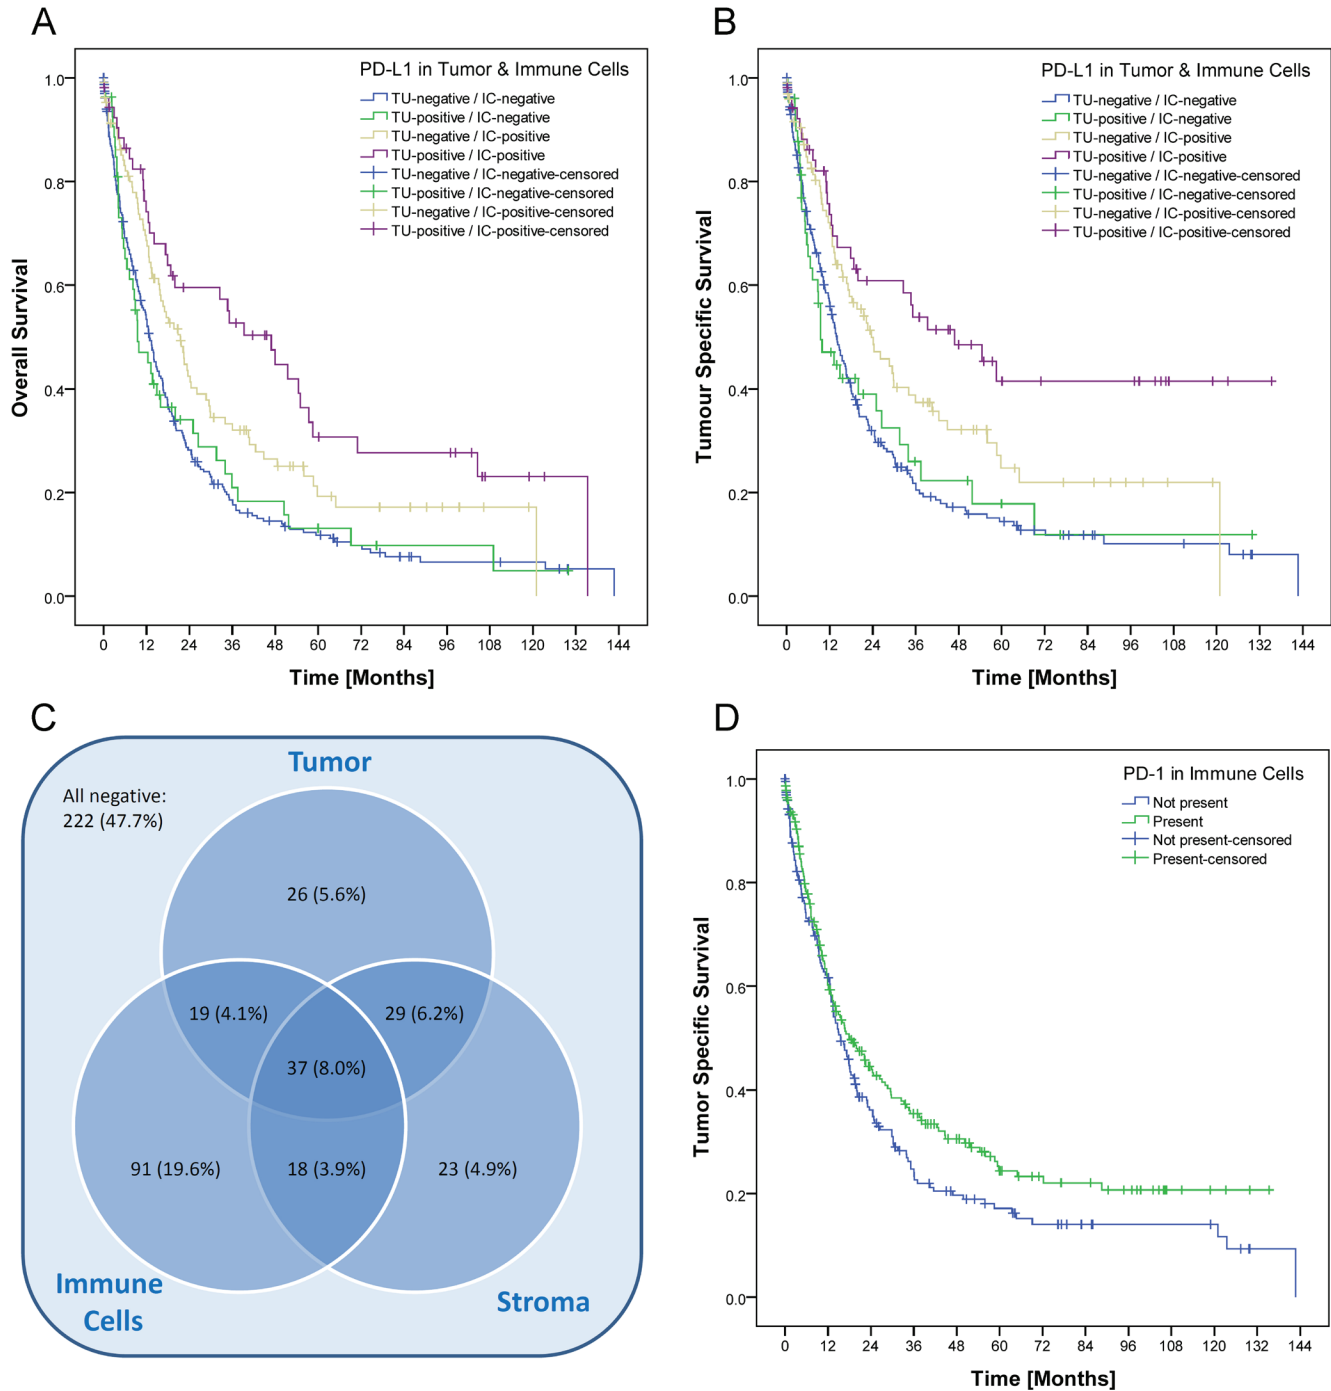 A
PD-L1 in Tumor & Immune Cells
TU-negative / IC-negative
TU-positive / IC-negative
TU-negative / IC-positive
TU-positive / IC-positive
TU-negative / IC-negative-censored
TU-positive / IC-negative-censored
TU-negative / IC-positive-censored
TU-positive / IC-positive-censored
Overall Survival
1.0
0.8
0.6
0.4
0.2
0.0
0 12 24 36 48 60 72 84 96 108 120 132 144
Time [Months]
B
PD-L1 in Tumor & Immune Cells
TU-negative / IC-negative
TU-positive / IC-negative
TU-negative / IC-positive
TU-positive / IC-positive
TU-negative / IC-negative-censored
TU-positive / IC-negative-censored
TU-negative / IC-positive-censored
TU-positive / IC-positive-censored
Tumour Specific Survival
1.0
0.8
0.6
0.4
0.2
0.0
0 12 24 36 48 60 72 84 96 108 120 132 144
Time [Months]
C
Tumor
All negative:
222 (47.7%)
26 (5.6%)
19 (4.1%)
29 (6.2%)
37 (8.0%)
91 (19.6%)
18 (3.9%)
23 (4.9%)
Immune
Cells
Stroma
D
PD-1 in Immune Cells
Not present
Present
Not present-censored
Present-censored
Tumor Specific Survival
1.0
0.8
0.6
0.4
0.2
0.0
0 12 24 36 48 60 72 84 96 108 120 132 144
Time [Months]